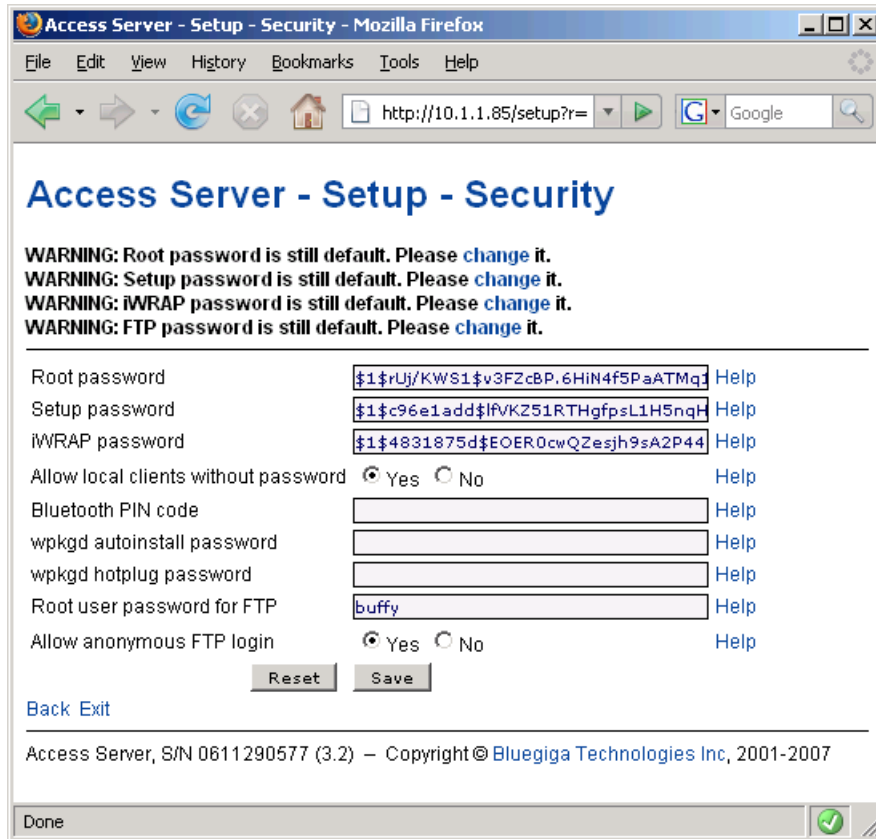 Access Server - Setup - Security - Mozilla Firefox
File Edit View History Bookmarks Tools Help
http://10.1.1.85/setup?r= G Google
Access Server - Setup - Security
WARNING: Root password is still default. Please change it.
WARNING: Setup password is still default. Please change it.
WARNING: iWRAP password is still default. Please change it.
WARNING: FTP password is still default. Please change it.
Root password $1$rUj/KWS1$v3FZcBP.6HiN4f5PaATMq1 Help
Setup password $1$c96e1add$lfVKZ51RTHgfpsL1H5nqH Help
iWRAP password $1$4831875d$EOER0cwQZesjh9sA2P44 Help
Allow local clients without password Yes No Help
Bluetooth PIN code Help
wpkgd autoinstall password Help
wpkgd hotplug password Help
Root user password for FTP buffy Help
Allow anonymous FTP login Yes No Help
Reset Save
Back Exit
Access Server, S/N 0611290577 (3.2) – Copyright © Bluegiga Technologies Inc, 2001-2007
Done